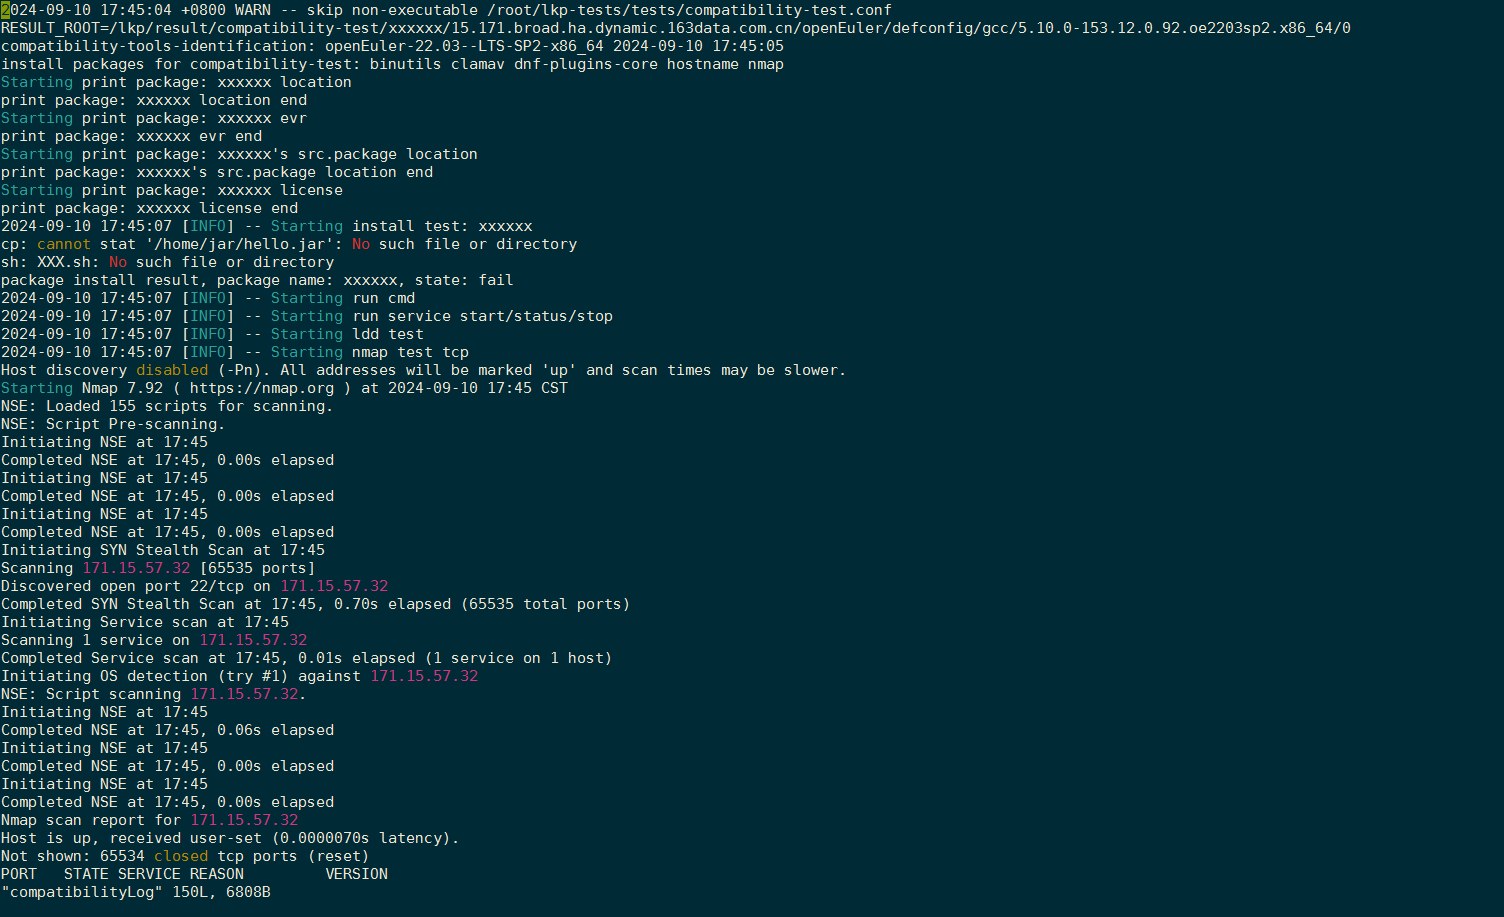 2024-09-10 17:45:04 +0800 WARN -- skip non-executable /root/lkp-tests/tests/compatibility-test.conf
RESULT_ROOT=/lkp/result/compatibility-test/xxxxxx/15.171.broad.ha.dynamic.163data.com.cn/openEuler/defconfig/gcc/5.10.0-153.12.0.92.oe2203sp2.x86_64/0
compatibility-tools-identification: openEuler-22.03--LTS-SP2-x86_64 2024-09-10 17:45:05
install packages for compatibility-test: binutils clamav dnf-plugins-core hostname nmap
Starting print package: xxxxxx location
print package: xxxxxx location end
Starting print package: xxxxxx evr
print package: xxxxxx evr end
Starting print package: xxxxxx's src.package location
print package: xxxxxx's src.package location end
Starting print package: xxxxxx license
print package: xxxxxx license end
2024-09-10 17:45:07 [INFO] -- Starting install test: xxxxxx
cp: cannot stat '/home/jar/hello.jar': No such file or directory
sh: XXX.sh: No such file or directory
package install result, package name: xxxxxx, state: fail
2024-09-10 17:45:07 [INFO] -- Starting run cmd
2024-09-10 17:45:07 [INFO] -- Starting run service start/status/stop
2024-09-10 17:45:07 [INFO] -- Starting ldd test
2024-09-10 17:45:07 [INFO] -- Starting nmap test tcp
Host discovery disabled (-Pn). All addresses will be marked 'up' and scan times may be slower.
Starting Nmap 7.92 ( https://nmap.org ) at 2024-09-10 17:45 CST
NSE: Loaded 155 scripts for scanning.
NSE: Script Pre-scanning.
Initiating NSE at 17:45
Completed NSE at 17:45, 0.00s elapsed
Initiating NSE at 17:45
Completed NSE at 17:45, 0.00s elapsed
Initiating NSE at 17:45
Completed NSE at 17:45, 0.00s elapsed
Initiating SYN Stealth Scan at 17:45
Scanning 171.15.57.32 [65535 ports]
Discovered open port 22/tcp on 171.15.57.32
Completed SYN Stealth Scan at 17:45, 0.70s elapsed (65535 total ports)
Initiating Service scan at 17:45
Scanning 1 service on 171.15.57.32
Completed Service scan at 17:45, 0.01s elapsed (1 service on 1 host)
Initiating OS detection (try #1) against 171.15.57.32
NSE: Script scanning 171.15.57.32.
Initiating NSE at 17:45
Completed NSE at 17:45, 0.06s elapsed
Initiating NSE at 17:45
Completed NSE at 17:45, 0.00s elapsed
Initiating NSE at 17:45
Completed NSE at 17:45, 0.00s elapsed
Nmap scan report for 171.15.57.32
Host is up, received user-set (0.0000070s latency).
Not shown: 65534 closed tcp ports (reset)
PORT   STATE SERVICE REASON         VERSION
"compatibilityLog" 150L, 6808B